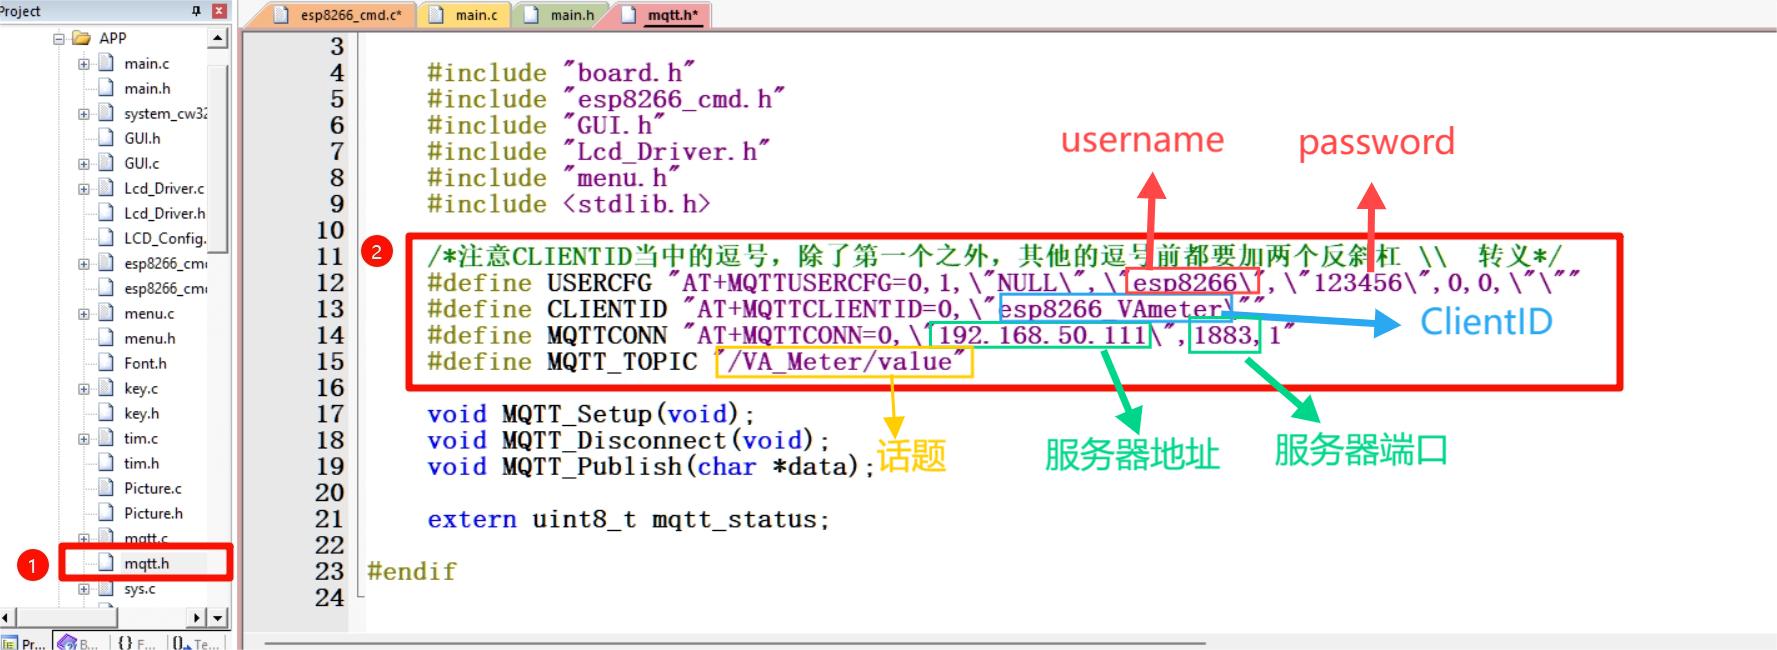 Project
esp8266_cmd.c*
main.c
main.h
mqtt.h*
APP
main.c
main.h
system_cw32
GUI.h
GUI.c
Lcd_Driver.c
Lcd_Driver.h
LCD_Config.
esp8266_cm
esp8266_cm
menu.c
menu.h
Font.h
key.c
key.h
tim.c
tim.h
Picture.c
Picture.h
mqtt.c
1
mqtt.h
sys.c
Pr...
B...
{} F...
Te...
3
4 #include "board.h"
5 #include "esp8266_cmd.h"
6 #include "GUI.h"
7 #include "Lcd_Driver.h"
8 #include "menu.h"
9 #include <stdlib.h>
10
username
password
2
11 /*注意CLIENTID当中的逗号，除了第一个之外，其他的逗号前都要加两个反斜杠 \\ 转义*/
12 #define USERCFG "AT+MQTTUSERCFG=0,1,\"NULL\",\"esp8266\",\"123456\",0,0,\"\""
13 #define CLIENTID "AT+MQTTCLIENTID=0,\"esp8266_VAmeter\""
ClientID
14 #define MQTTCONN "AT+MQTTCONN=0,\"192.168.50.111\",1883,1"
15 #define MQTT_TOPIC "/VA_Meter/value"
16
17 void MQTT_Setup(void);
18 void MQTT_Disconnect(void);
19 void MQTT_Publish(char *data);
话题
服务器地址
服务器端口
20
21 extern uint8_t mqtt_status;
22
23 #endif
24